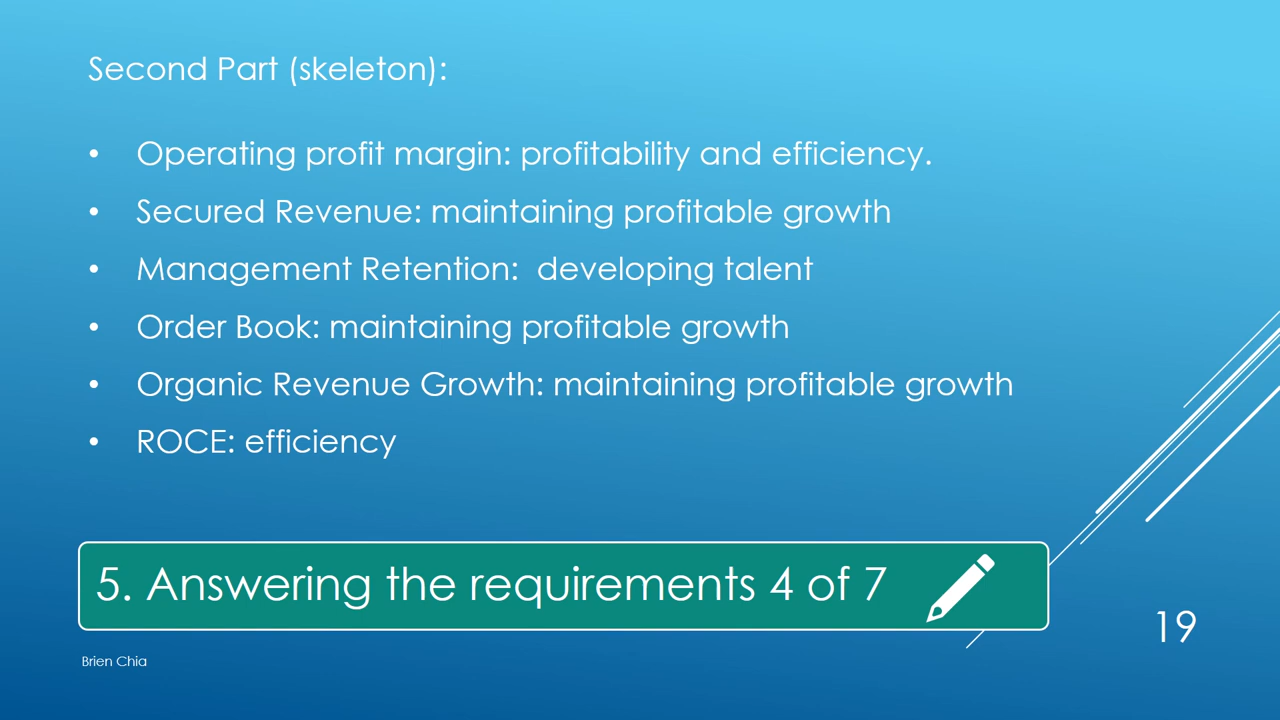 Second Part (skeleton):
• Operating profit margin: profitability and efficiency.
• Secured Revenue: maintaining profitable growth
• Management Retention:  developing talent
• Order Book: maintaining profitable growth
• Organic Revenue Growth: maintaining profitable growth
• ROCE: efficiency
5. Answering the requirements 4 of 7
19
Brien Chia